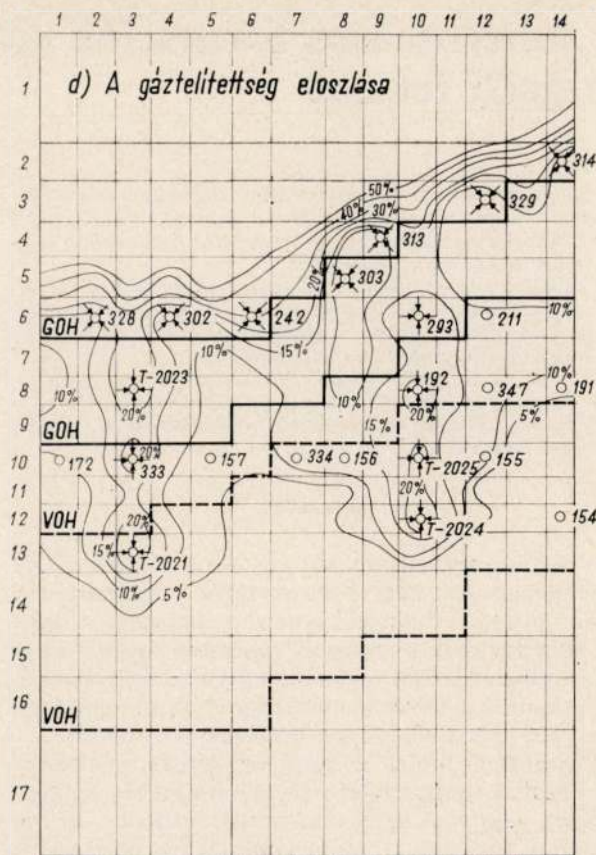 1 2 3 4 5 6 7 8 9 10 11 12 13 14
1
d) A gáztelítettség eloszlása
2
314
3
50%
329
40% 30%
4
313
20%
5
303
10%
6
328 302 242 293 211
GOH
15%
7
10% 10%
T-2023
8
10% 20% 10% 192 20% 347 10% 191
5%
9
15%
GOH
20%
10
172 333 157 334 156 T-2025 155
11
20%
12
20% T-2024 154
VOH
13
15% T-2021
10% 5%
14
15
16
VOH
17